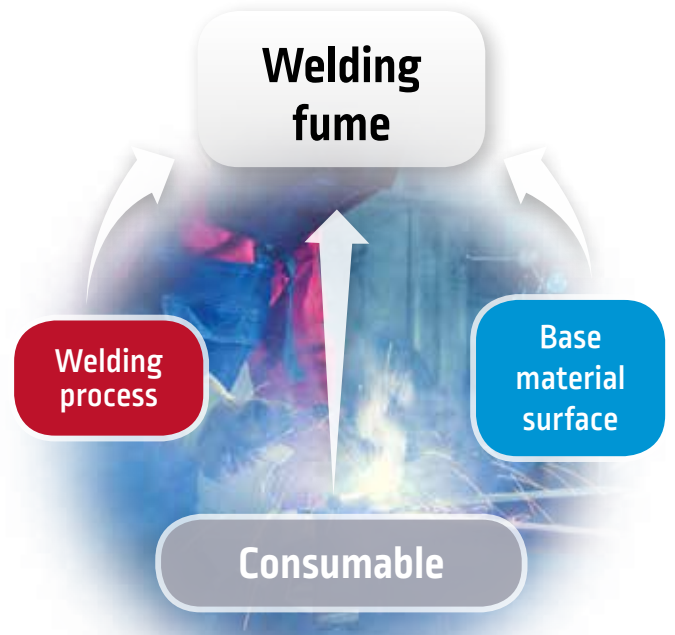 Welding
fume
Welding
process
Base
material
surface
Consumable